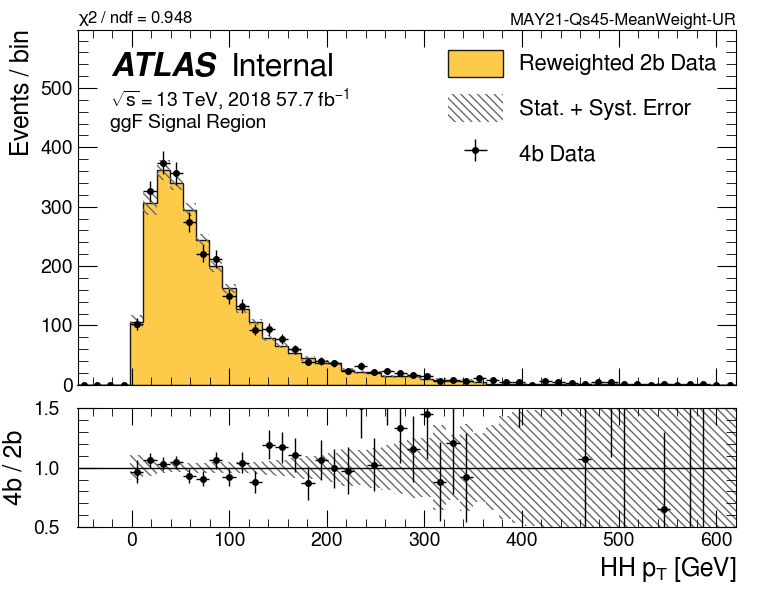 χ2 / ndf = 0.948
MAY21-Qs45-MeanWeight-UR
Events / bin
ATLAS Internal
√s = 13 TeV, 2018 57.7 fb⁻¹
ggF Signal Region
Reweighted 2b Data
Stat. + Syst. Error
4b Data
500
400
300
200
100
0
4b / 2b
1.5
1.0
0.5
0 100 200 300 400 500 600
HH pT [GeV]